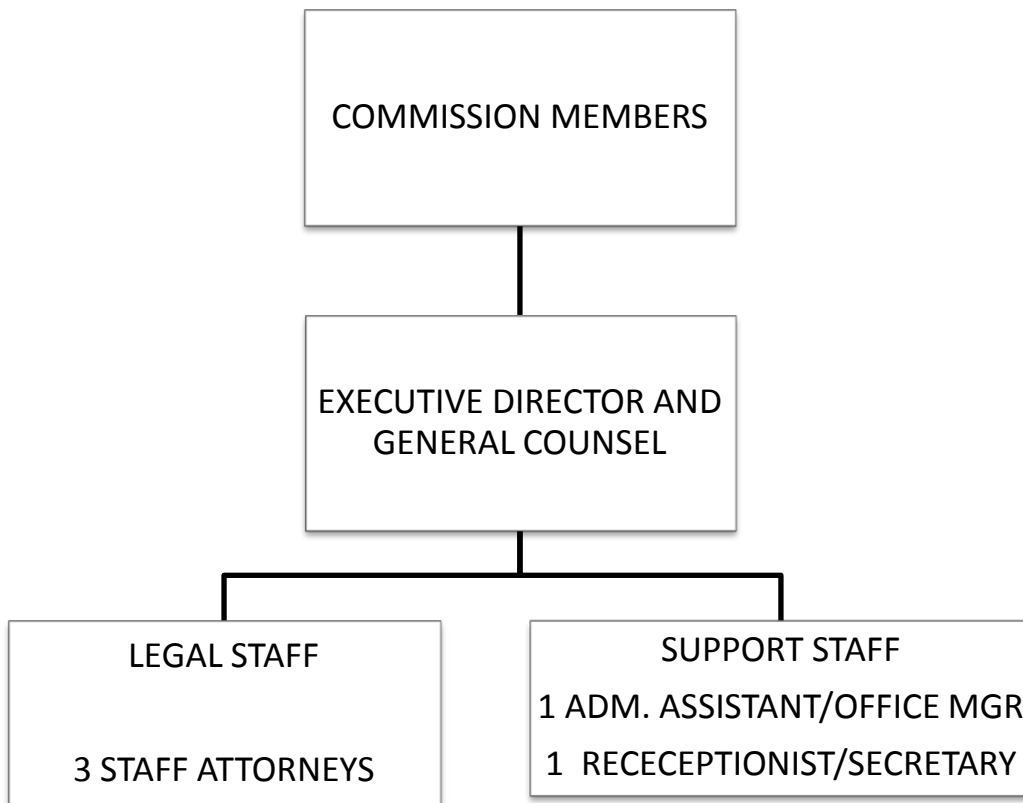 COMMISSION MEMBERS
EXECUTIVE DIRECTOR AND
GENERAL COUNSEL
LEGAL STAFF
3 STAFF ATTORNEYS
SUPPORT STAFF
1 ADM. ASSISTANT/OFFICE MGR
1 RECECEPTIONIST/SECRETARY